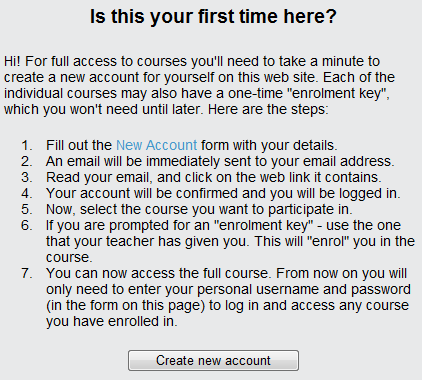 Is this your first time here?
Hi! For full access to courses you'll need to take a minute to
create a new account for yourself on this web site. Each of the
individual courses may also have a one-time "enrolment key",
which you won't need until later. Here are the steps:
1. Fill out the New Account form with your details.
2. An email will be immediately sent to your email address.
3. Read your email, and click on the web link it contains.
4. Your account will be confirmed and you will be logged in.
5. Now, select the course you want to participate in.
6. If you are prompted for an "enrolment key" - use the one
that your teacher has given you. This will "enrol" you in the
course.
7. You can now access the full course. From now on you will
only need to enter your personal username and password
(in the form on this page) to log in and access any course
you have enrolled in.
Create new account